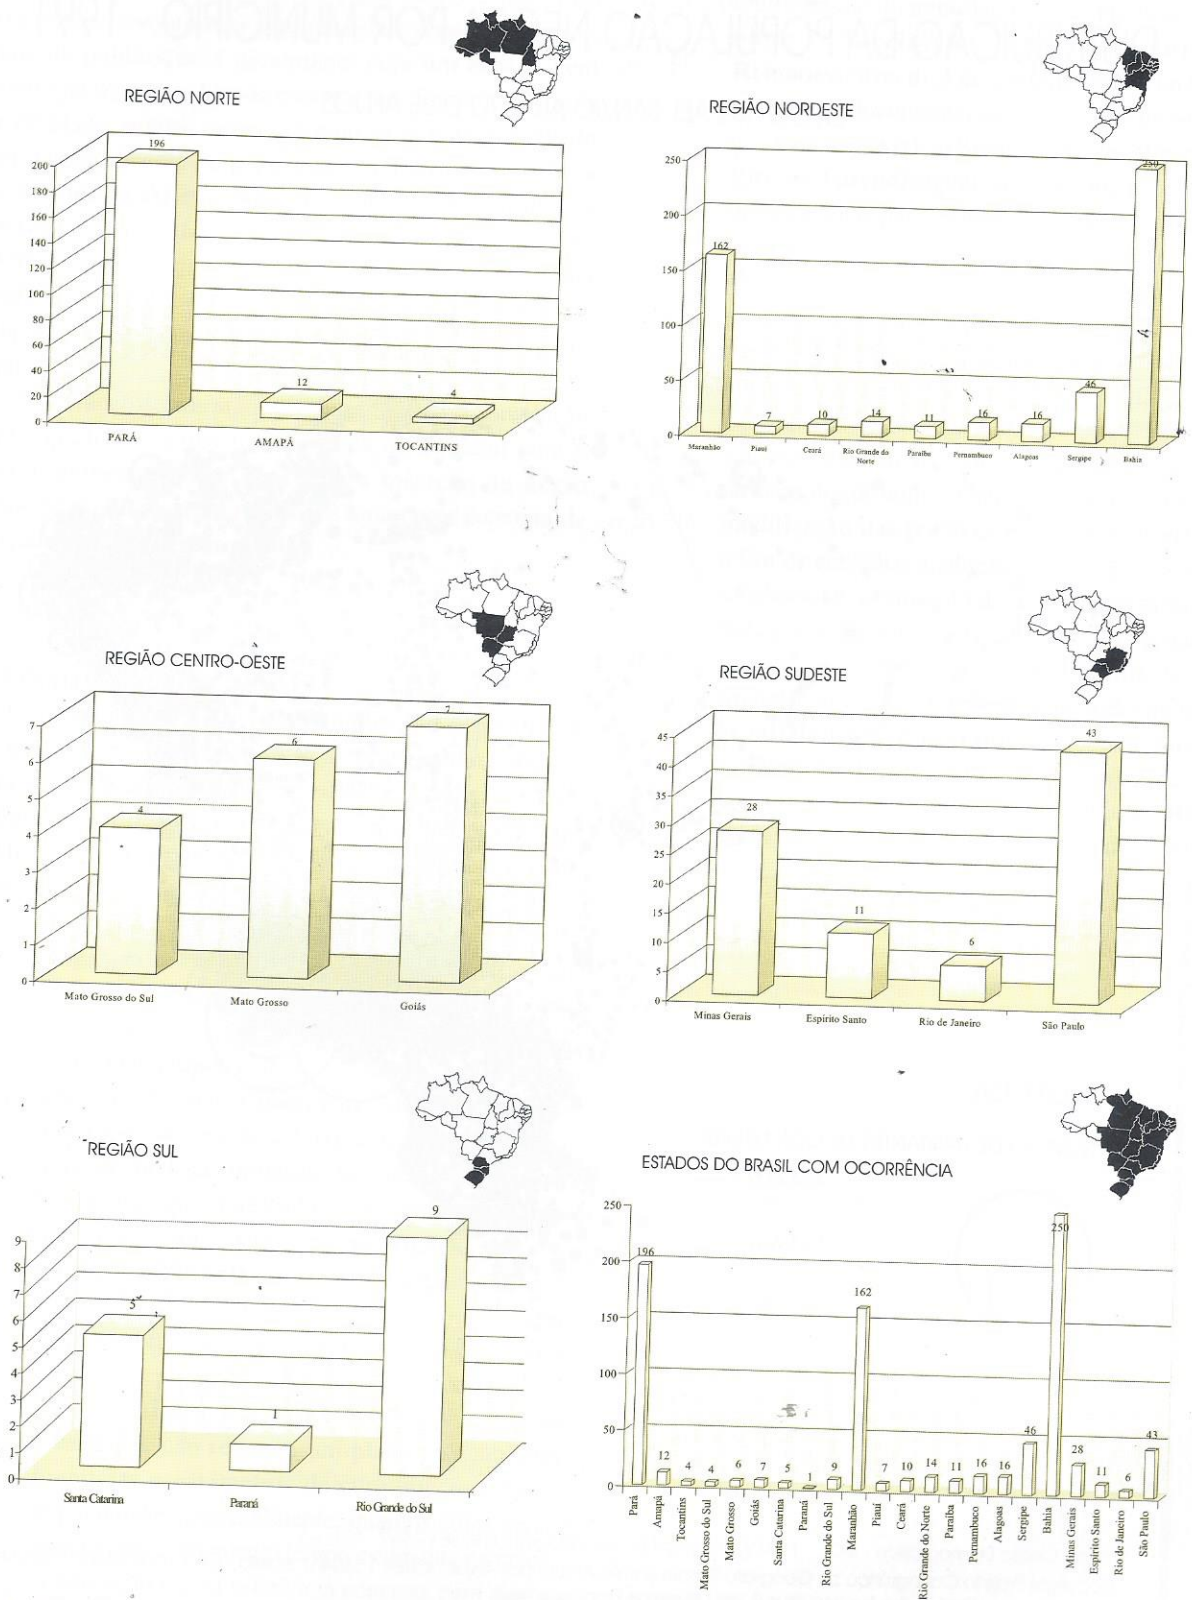 REGIÃO NORTE
196
200
180
160
140
120
100
80
60
40
20
0
12
4
PARÁ
AMAPÁ
TOCANTINS
REGIÃO NORDESTE
250
200
150
100
50
0
162
7
10
14
11
16
16
46
250
Maranhão
Piauí
Ceará
Rio Grande do
Norte
Paraíba
Pernambuco
Alagoas
Sergipe
Bahia
REGIÃO CENTRO-OESTE
7
6
5
4
3
2
1
0
4
6
7
Mato Grosso do Sul
Mato Grosso
Goiás
REGIÃO SUDESTE
45
40
35
30
25
20
15
10
5
0
28
11
6
43
Minas Gerais
Espírito Santo
Rio de Janeiro
São Paulo
REGIÃO SUL
9
8
7
6
5
4
3
2
1
0
5
1
9
Santa Catarina
Paraná
Rio Grande do Sul
ESTADOS DO BRASIL COM OCORRÊNCIA
250
200
150
100
50
0
196
12
4
4
6
7
5
1
9
162
7
10
14
11
16
16
46
250
28
11
6
43
Pará
Amapá
Tocantins
Mato Grosso do Sul
Mato Grosso
Goiás
Santa Catarina
Paraná
Rio Grande do Sul
Maranhão
Piauí
Ceará
Rio Grande do Norte
Paraíba
Pernambuco
Alagoas
Sergipe
Bahia
Minas Gerais
Espírito Santo
Rio de Janeiro
São Paulo